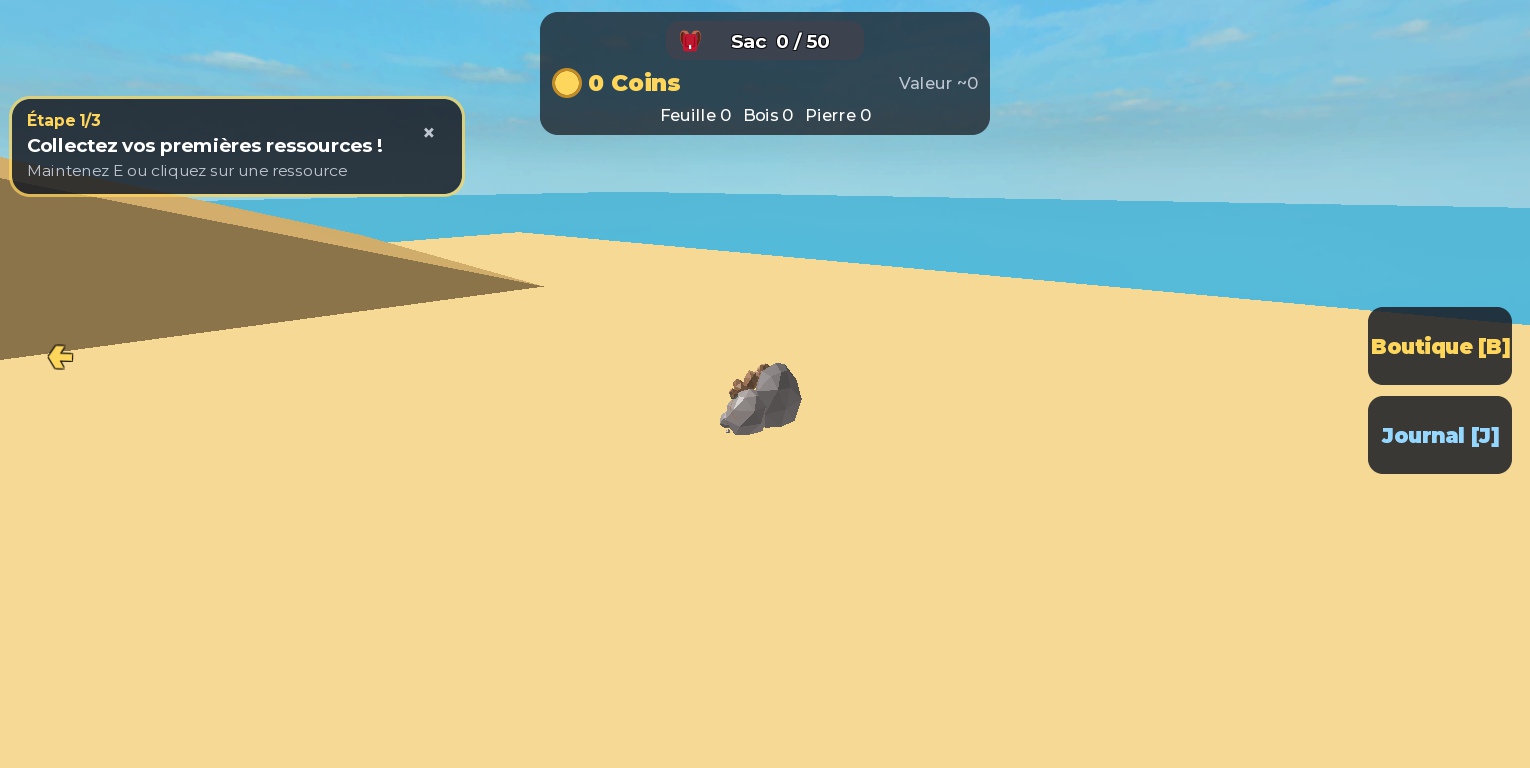 Sac 0 / 50
0 Coins
Valeur ~0
Feuille 0 Bois 0 Pierre 0
Étape 1/3
×
Collectez vos premières ressources !
Maintenez E ou cliquez sur une ressource
Boutique [B]
Journal [J]